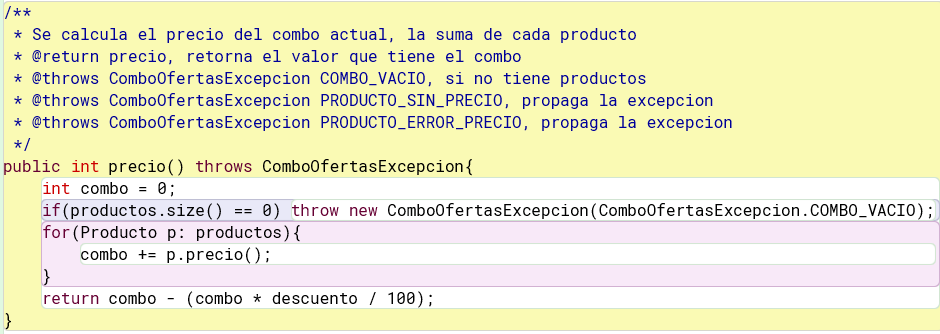 /**
 * Se calcula el precio del combo actual, la suma de cada producto
 * @return precio, retorna el valor que tiene el combo
 * @throws ComboOfertasExcepcion COMBO_VACIO, si no tiene productos
 * @throws ComboOfertasExcepcion PRODUCTO_SIN_PRECIO, propaga la excepcion
 * @throws ComboOfertasExcepcion PRODUCTO_ERROR_PRECIO, propaga la excepcion
 */
public int precio() throws ComboOfertasExcepcion{
    int combo = 0;
    if(productos.size() == 0) throw new ComboOfertasExcepcion(ComboOfertasExcepcion.COMBO_VACIO);
    for(Producto p: productos){
        combo += p.precio();
    }
    return combo - (combo * descuento / 100);
}